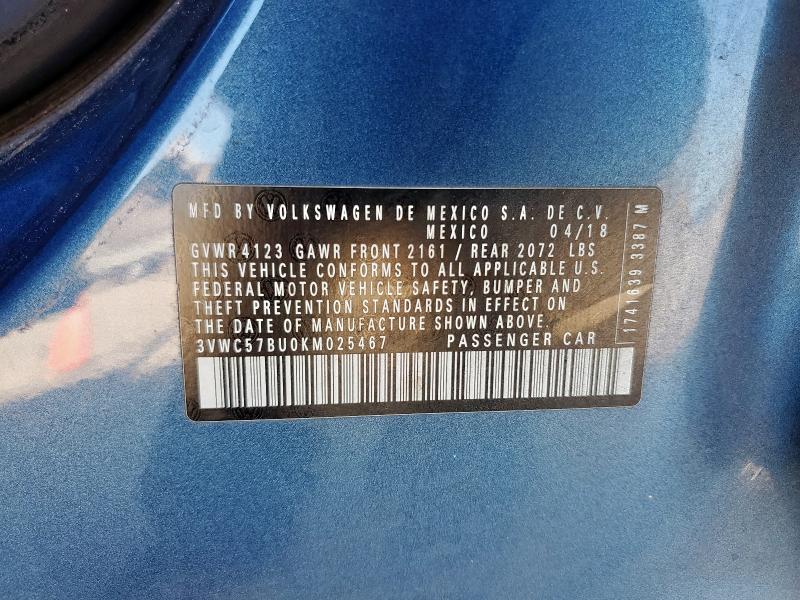 MFD BY VOLKSWAGEN DE MEXICO S.A. DE C.V.
MEXICO 04/18
GVWR 4123 GAWR FRONT 2161 / REAR 2072 LBS
THIS VEHICLE CONFORMS TO ALL APPLICABLE U.S.
FEDERAL MOTOR VEHICLE SAFETY, BUMPER AND
THEFT PREVENTION STANDARDS IN EFFECT ON
THE DATE OF MANUFACTURE SHOWN ABOVE.
3VWC57BU0KM025467 PASSENGER CAR
1741639 3387 M